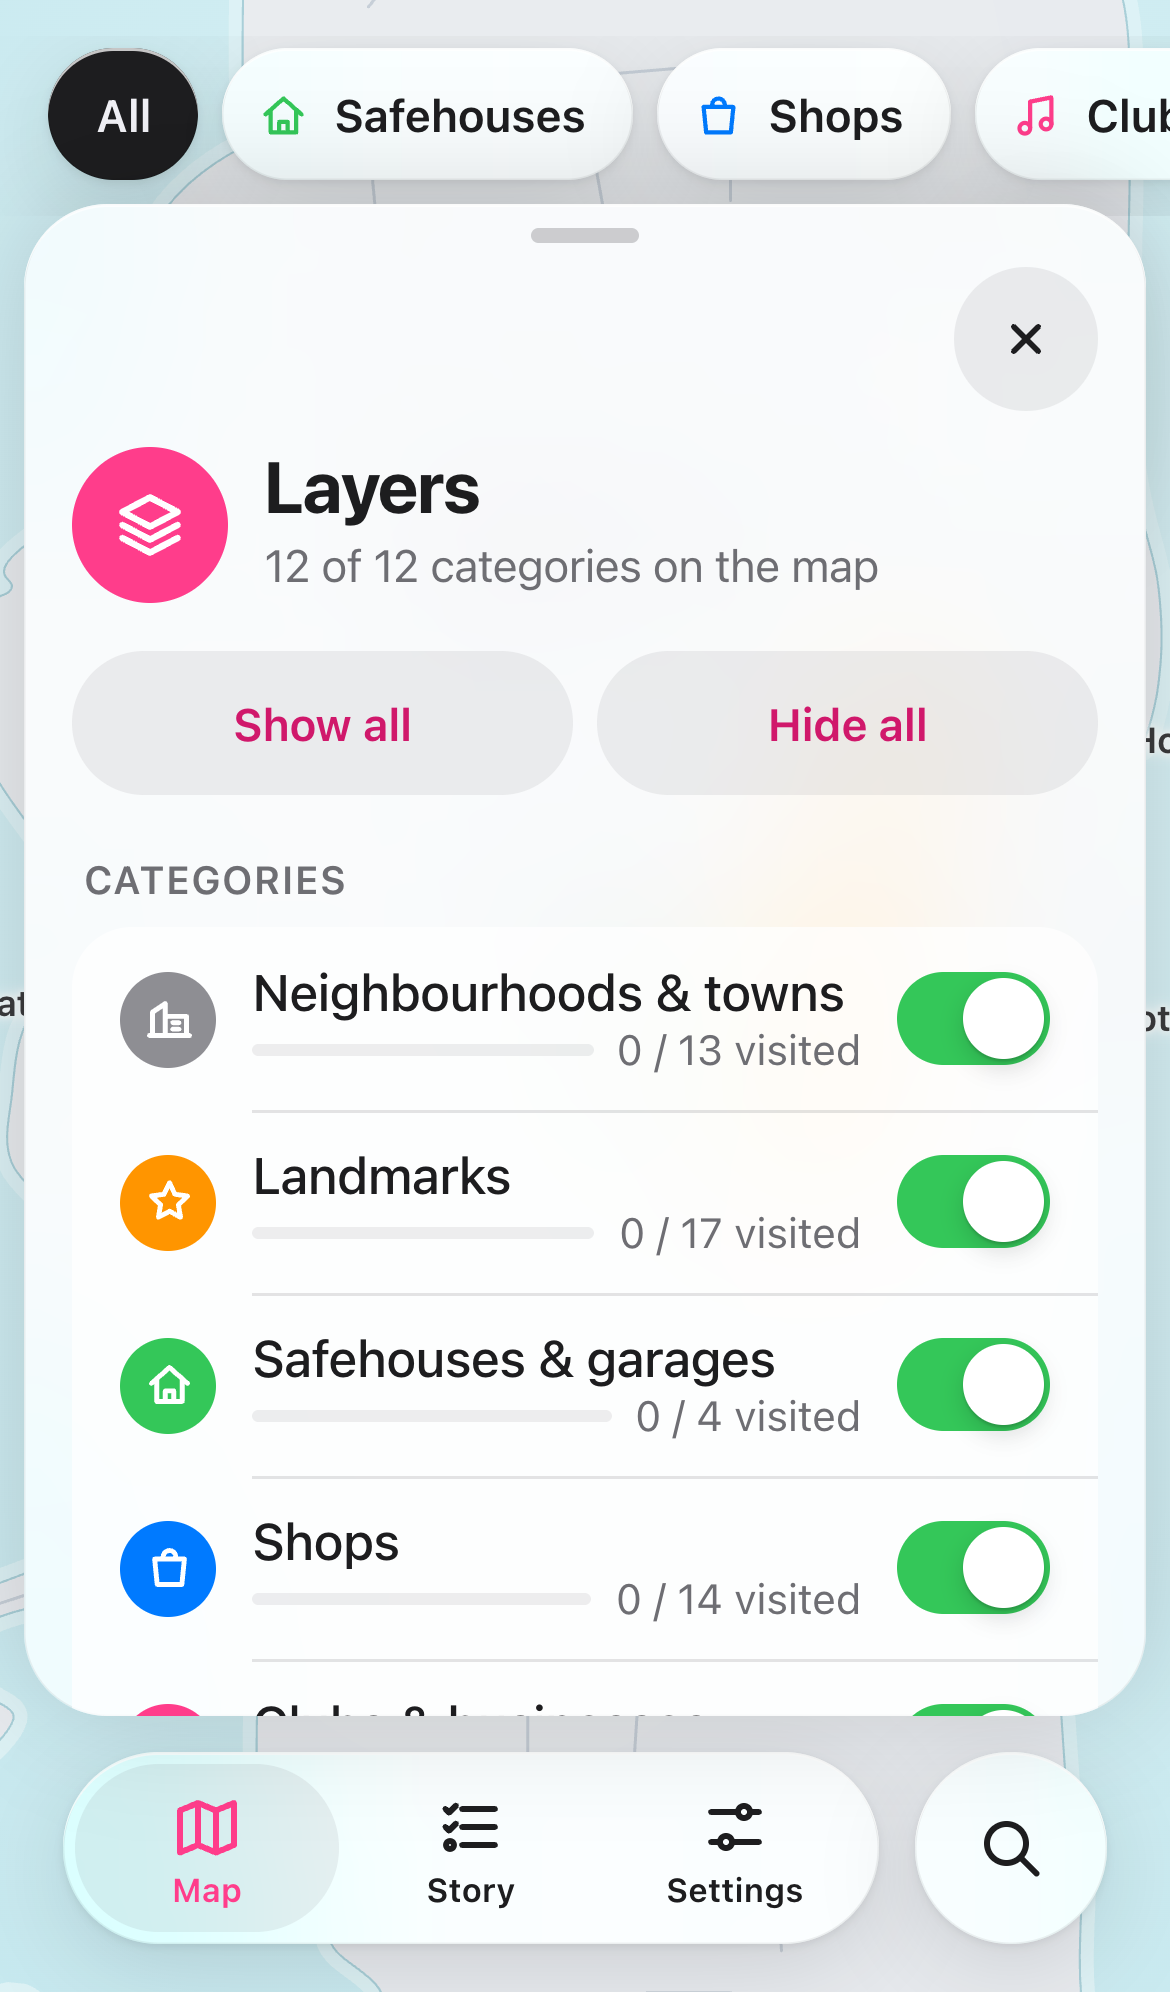 All
Safehouses
Shops
Layers
12 of 12 categories on the map
Show all
Hide all
CATEGORIES
Neighbourhoods & towns
0 / 13 visited
Landmarks
0 / 17 visited
Safehouses & garages
0 / 4 visited
Shops
0 / 14 visited
Map
Story
Settings